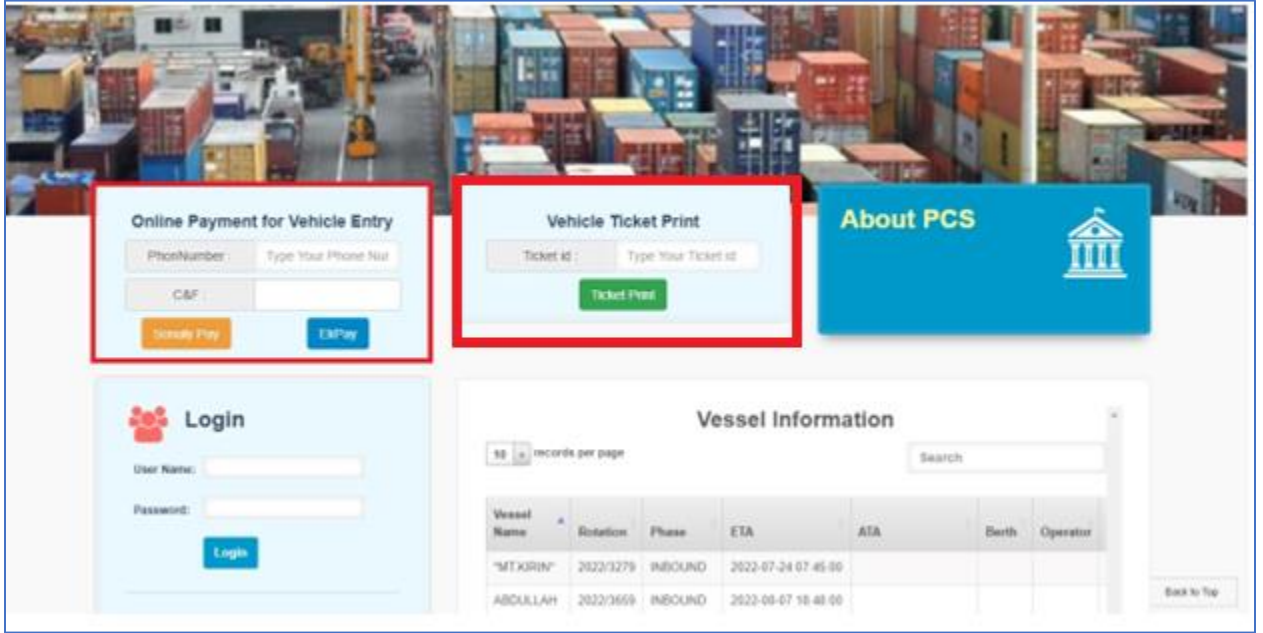 Online Payment for Vehicle Entry
PhonNumber : Type Your Phone Nur
C&F :
Sonaly Pay EkPay
Vehicle Ticket Print
Ticket id : Type Your Ticket id
Ticket Print
About PCS
Login
User Name:
Password:
Login
Vessel Information
10 records per page
Search
Vessel Name Rotation Phase ETA ATA Berth Operator
"MT.KIRIN" 2022/3279 INBOUND 2022-07-24 07:45:00
ABDULLAH 2022/3659 INBOUND 2022-08-07 18:48:00
Back to Top